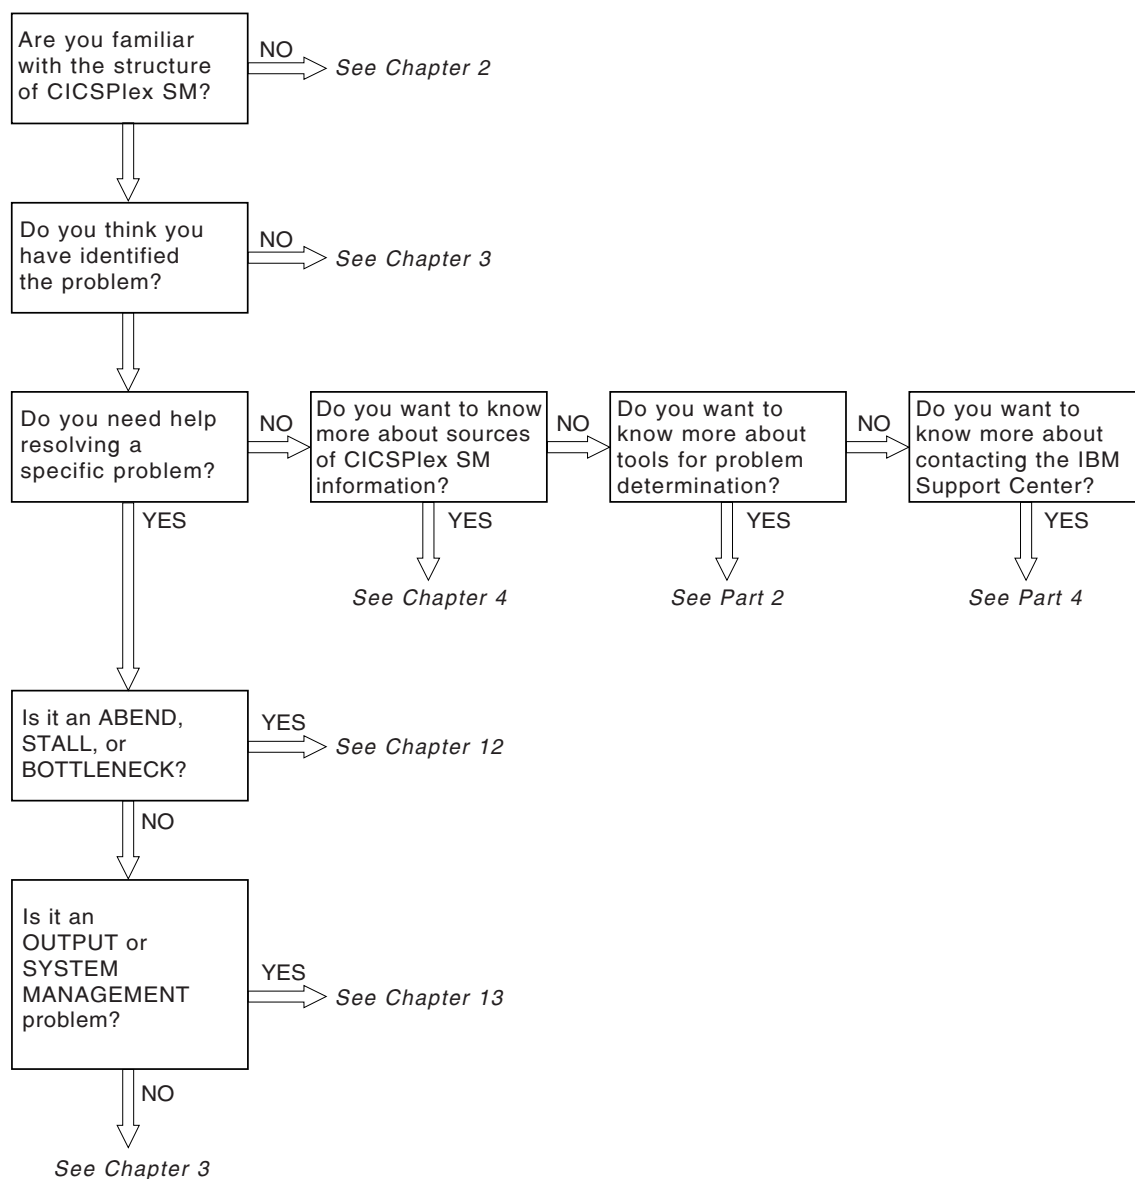 Are you familiar
with the structure
of CICSPlex SM?
NO
See Chapter 2
Do you think you
have identified
the problem?
NO
See Chapter 3
Do you need help
resolving a
specific problem?
NO
Do you want to know
more about sources
of CICSPlex SM
information?
NO
Do you want to
know more about
tools for problem
determination?
NO
Do you want to
know more about
contacting the IBM
Support Center?
YES
YES
YES
YES
See Chapter 4
See Part 2
See Part 4
Is it an ABEND,
STALL, or
BOTTLENECK?
YES
See Chapter 12
NO
Is it an
OUTPUT or
SYSTEM
MANAGEMENT
problem?
YES
See Chapter 13
NO
See Chapter 3